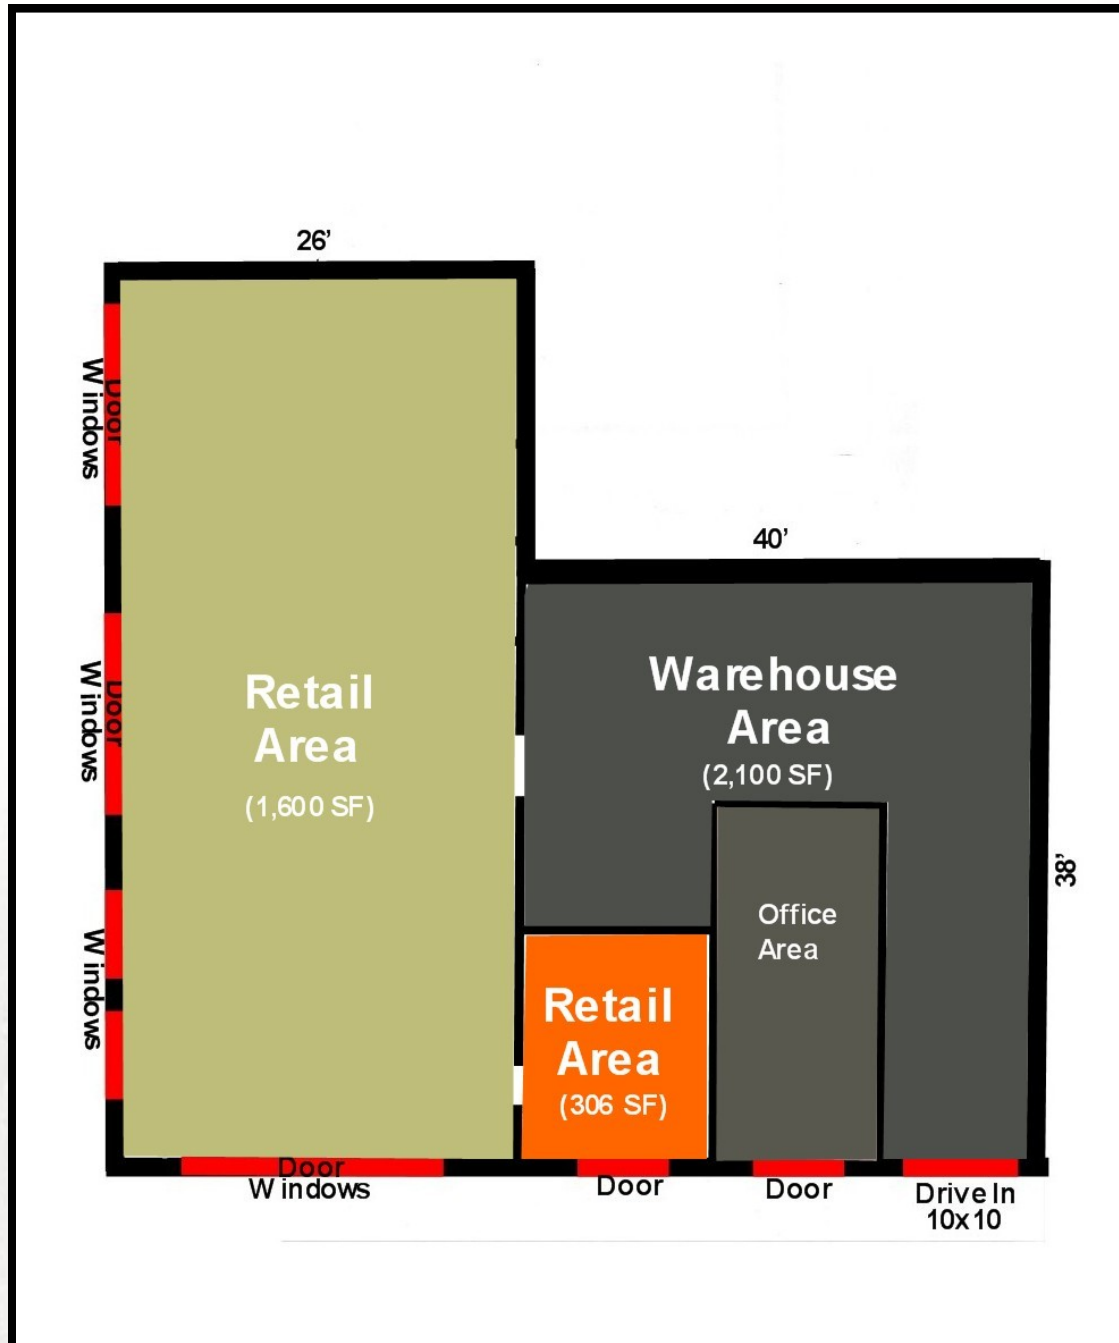 26’
Door
Windows
40’
Retail
Area
(1,600 SF)
Warehouse
Area
(2,100 SF)
Door
Windows
38’
Office
Area
Windows
Retail
Area
(306 SF)
Door
Windows
Door
Door
Drive In
10x10